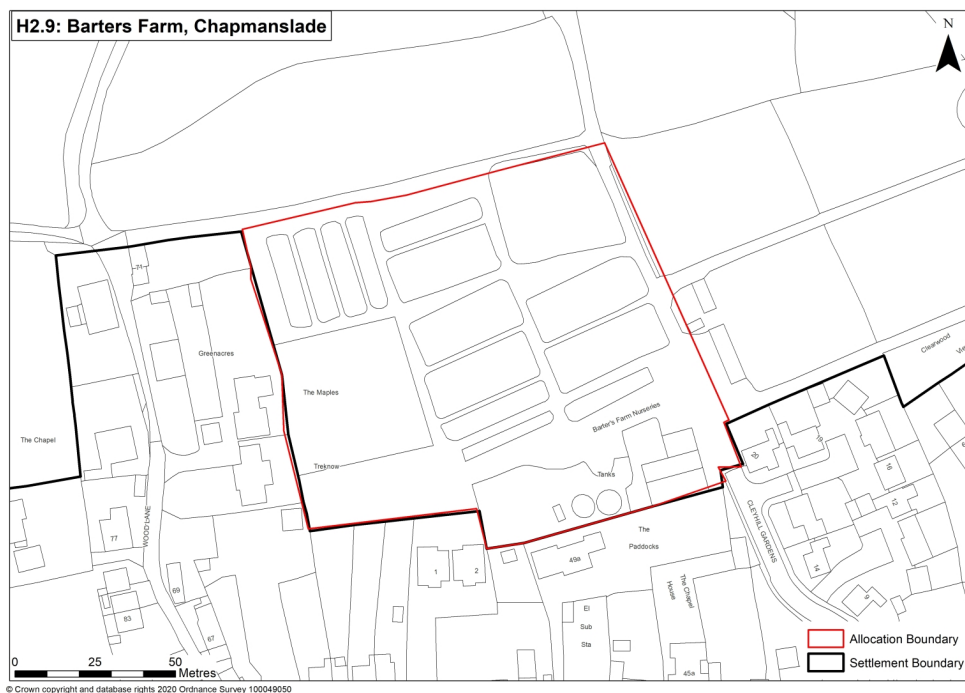 H2.9: Barters Farm, Chapmanslade
N
71
Greenacres
The Maples
The Chapel
Treknow
Barter's Farm Nurseries
Tanks
Clearwood
Vie
20
19
16
12
14
9
6
CLEYHILL GARDENS
The
Paddocks
WOOD LANE
77
69
83
67
1
2
49a
The Chapel
House
El
Sub
Sta
45a
0 25 50
Metres
Allocation Boundary
Settlement Boundary
© Crown copyright and database rights 2020 Ordnance Survey 100049050